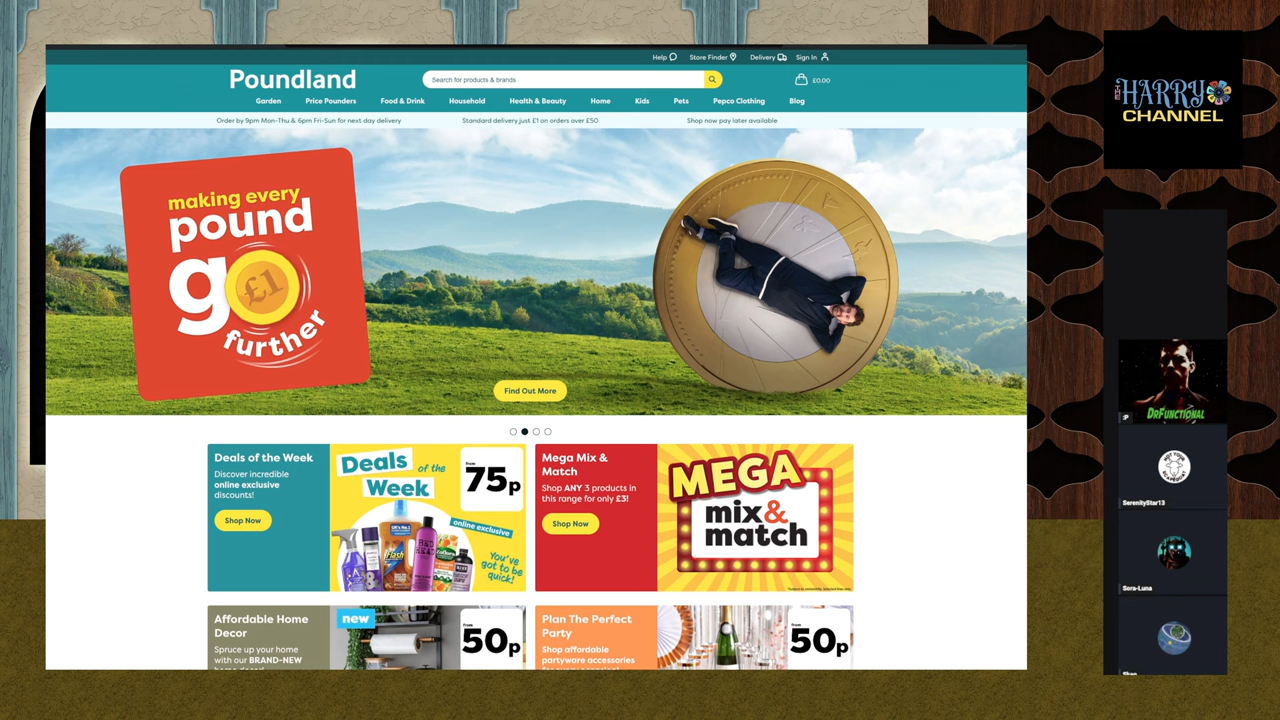 Help
Store Finder
Delivery
Sign In
Poundland
Search for products & brands
£0.00
Garden
Price Pounders
Food & Drink
Household
Health & Beauty
Home
Kids
Pets
Pepco Clothing
Blog
Order by 9pm Mon-Thu & 6pm Fri-Sun for next day delivery
Standard delivery just £1 on orders over £50
Shop now pay later available
making every
pound
go
£1
further
Find Out More
Deals of the Week
Discover incredible
online exclusive
discounts!
Shop Now
Deals of the
Week
from
75p
online exclusive
You've
got to be
quick!
Flash
BED
HEAD
Zoflora
Mega Mix &
Match
Shop ANY 3 products in
this range for only £3!
Shop Now
MEGA
mix&
match
Affordable Home
Decor
Spruce up your home
with our BRAND-NEW
new
from
50p
Plan The Perfect
Party
Shop affordable
partyware accessories
from
50p
THE
HARRY
CHANNEL
DrFunctional
:P
SerenityStar13
Sora-Luna